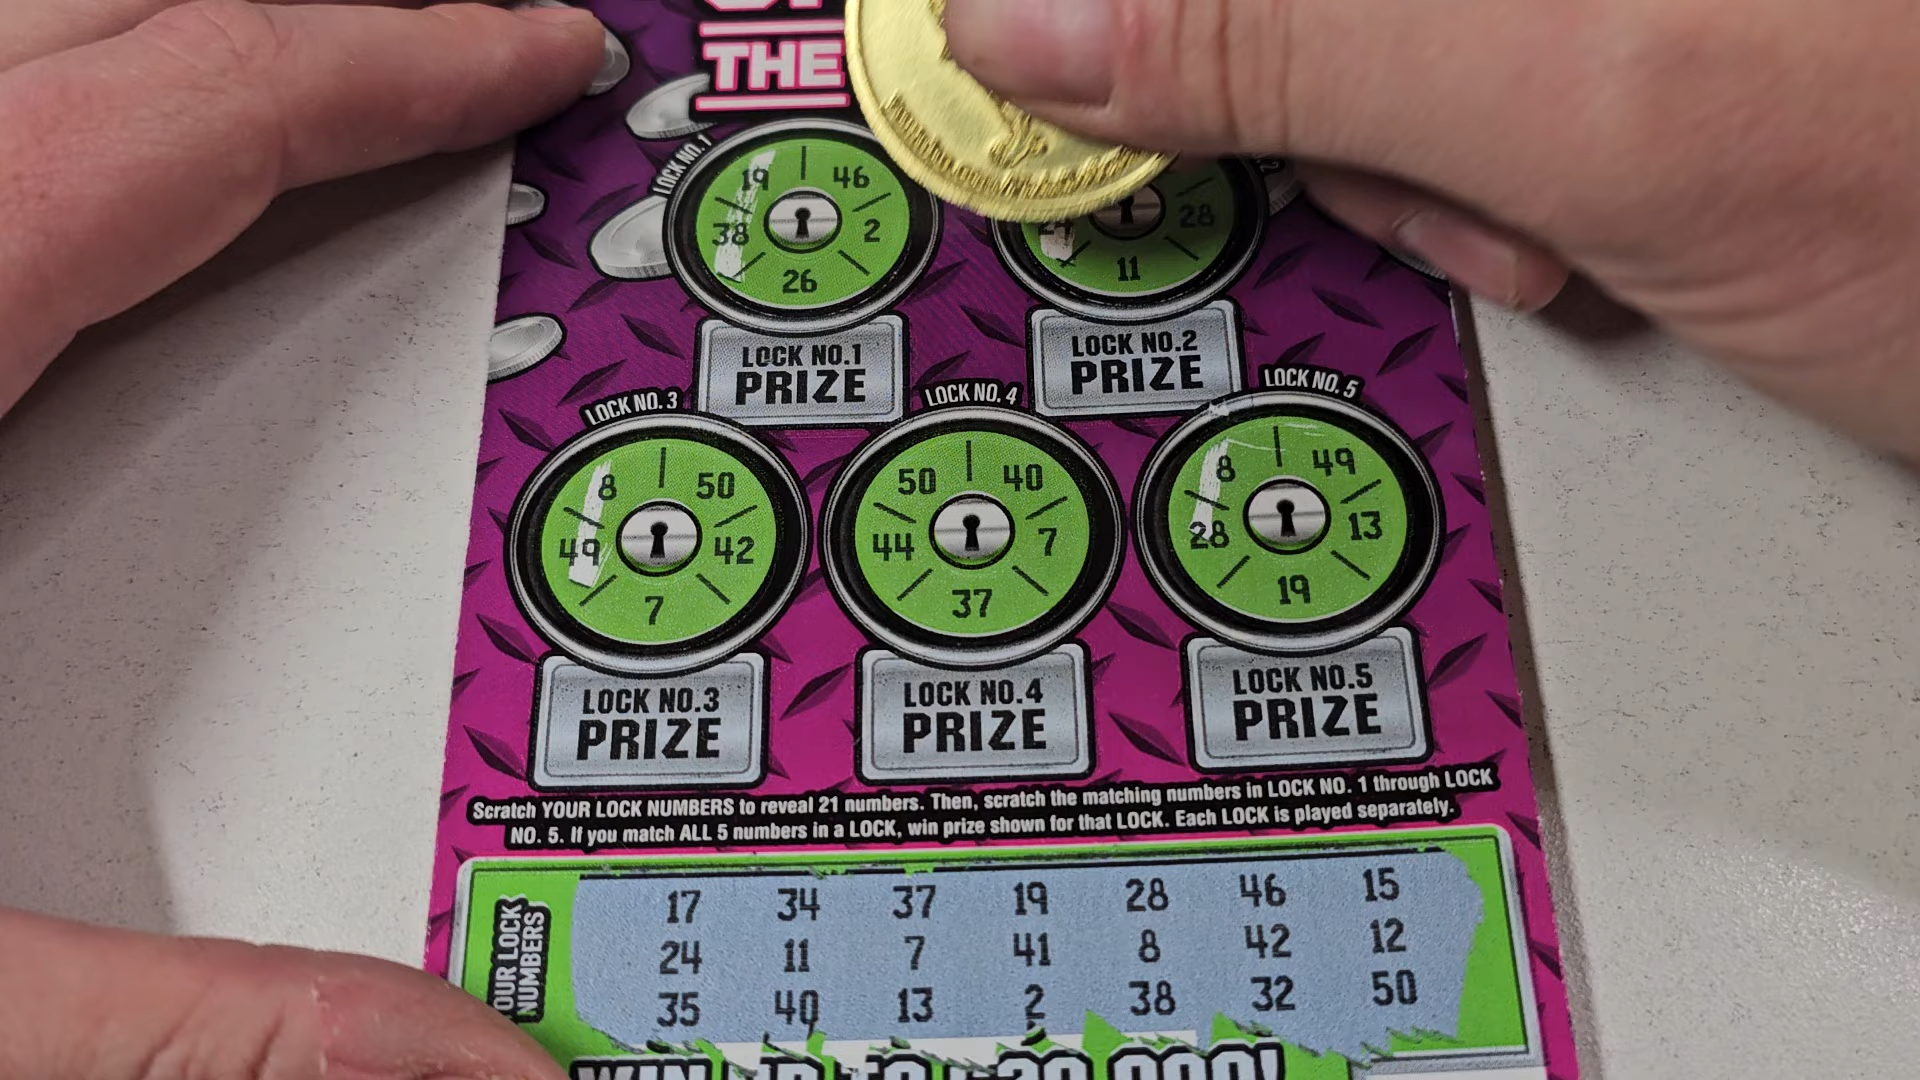 THE
LOCK NO. 1
19 46
38 2
26
28
11
LOCK NO.1
PRIZE
LOCK NO.2
PRIZE
LOCK NO. 3
LOCK NO. 4
LOCK NO. 5
8 50
49 42
7
50 40
44 7
37
8 49
28 13
19
LOCK NO.3
PRIZE
LOCK NO.4
PRIZE
LOCK NO.5
PRIZE
Scratch YOUR LOCK NUMBERS to reveal 21 numbers. Then, scratch the matching numbers in LOCK NO. 1 through LOCK
NO. 5. If you match ALL 5 numbers in a LOCK, win prize shown for that LOCK. Each LOCK is played separately.
LOCK
NUMBERS
17 34 37 19 28 46 15
24 11 7 41 8 42 12
35 40 13 2 38 32 50
WIN UP TO